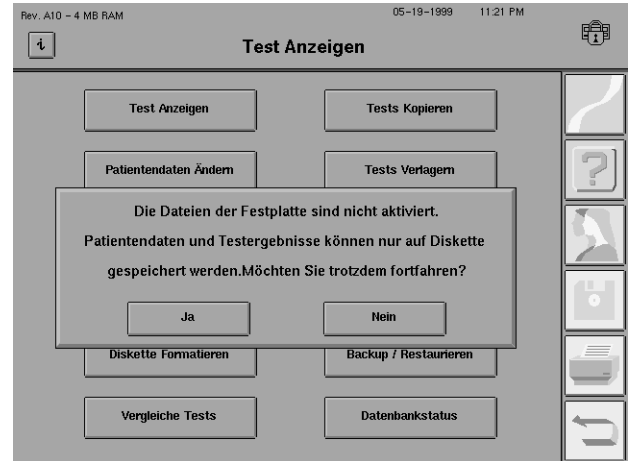 Rev. A10 - 4 MB RAM
05-19-1999 11:21 PM
i
Test Anzeigen
Test Anzeigen
Tests Kopieren
Patientendaten Ändern
Tests Verlagern
Die Dateien der Festplatte sind nicht aktiviert.
Patientendaten und Testergebnisse können nur auf Diskette
gespeichert werden.Möchten Sie trotzdem fortfahren?
Ja
Nein
Diskette Formatieren
Backup / Restaurieren
Vergleiche Tests
Datenbankstatus
?